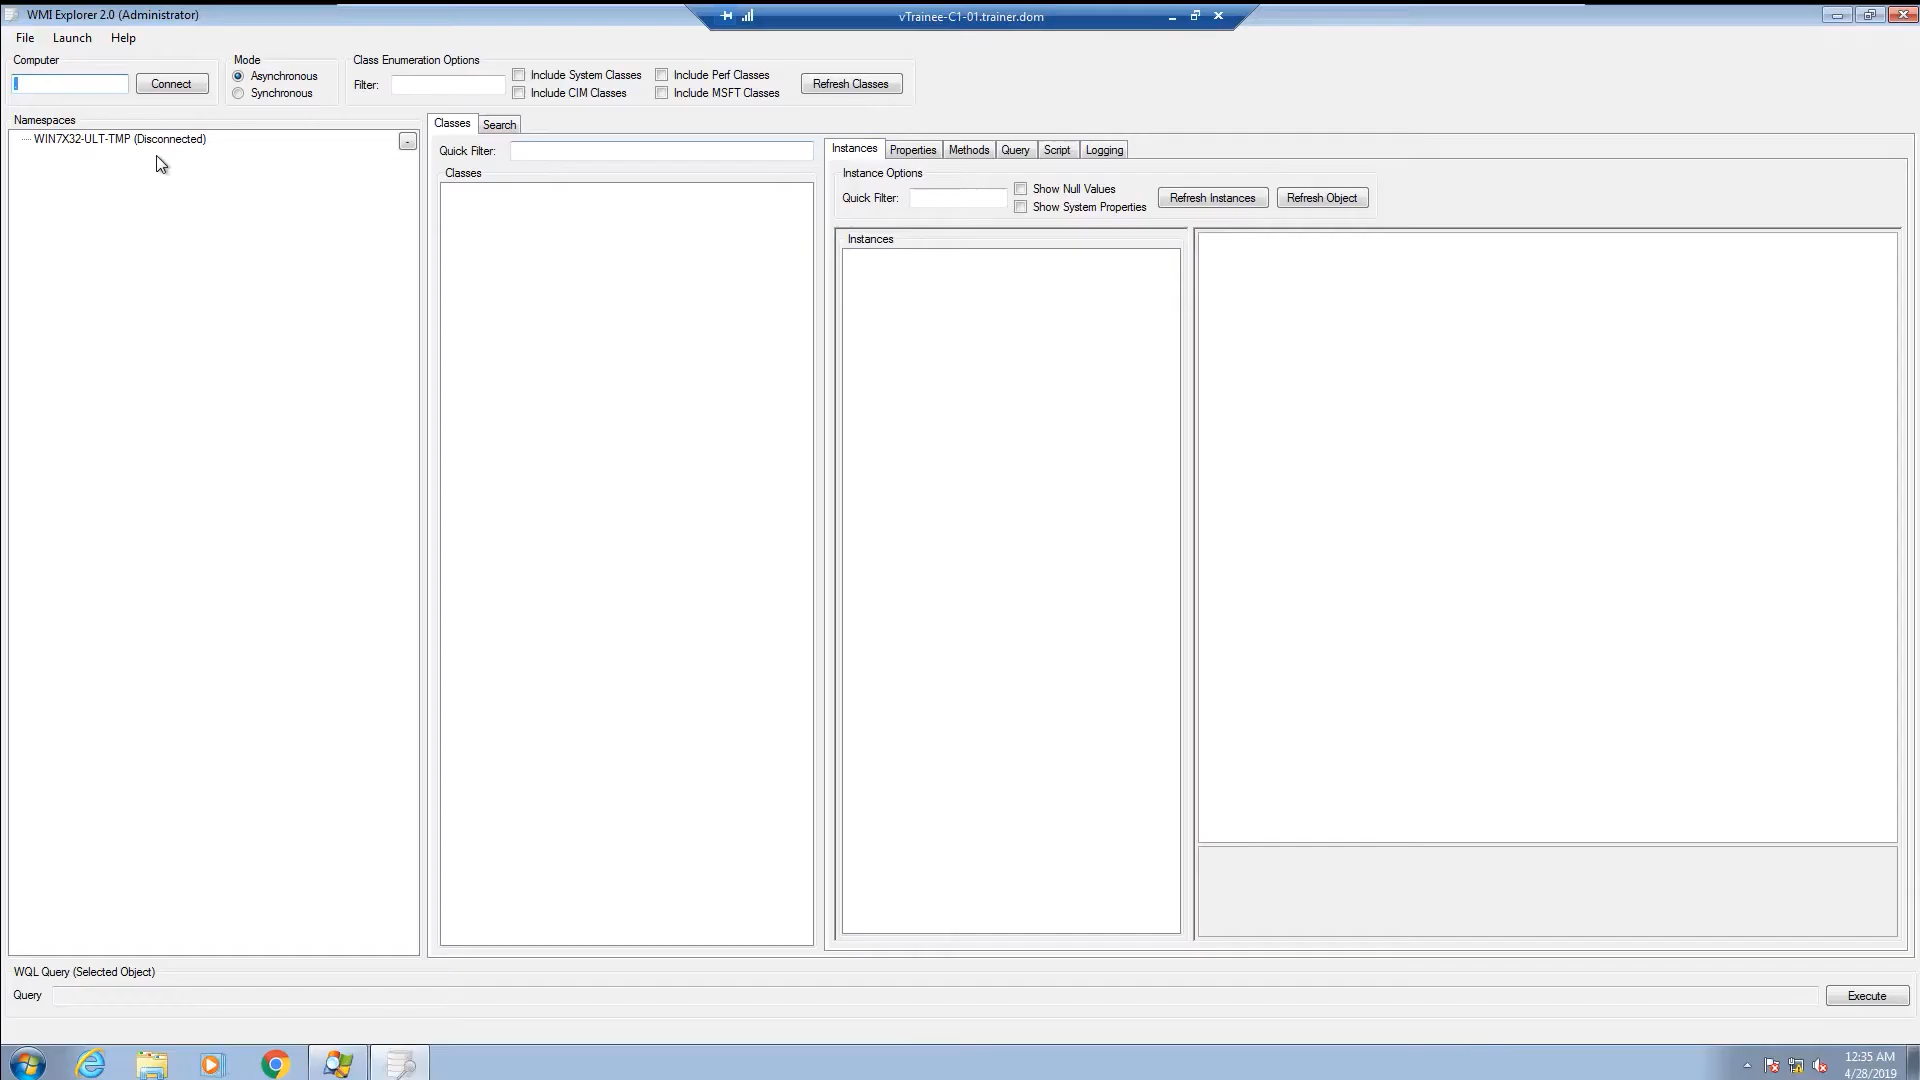 WMI Explorer 2.0 (Administrator)
vTrainee-C1-01.trainer.dom
File Launch Help
Computer
Connect
Mode
Asynchronous
Synchronous
Class Enumeration Options
Filter:
Include System Classes
Include Perf Classes
Include CIM Classes
Include MSFT Classes
Refresh Classes
Namespaces
WIN7X32-ULT-TMP (Disconnected)
-
Classes Search
Quick Filter:
Classes
Instances Properties Methods Query Script Logging
Instance Options
Quick Filter:
Show Null Values
Show System Properties
Refresh Instances
Refresh Object
Instances
WQL Query (Selected Object)
Query
Execute
12:35 AM
4/28/2019